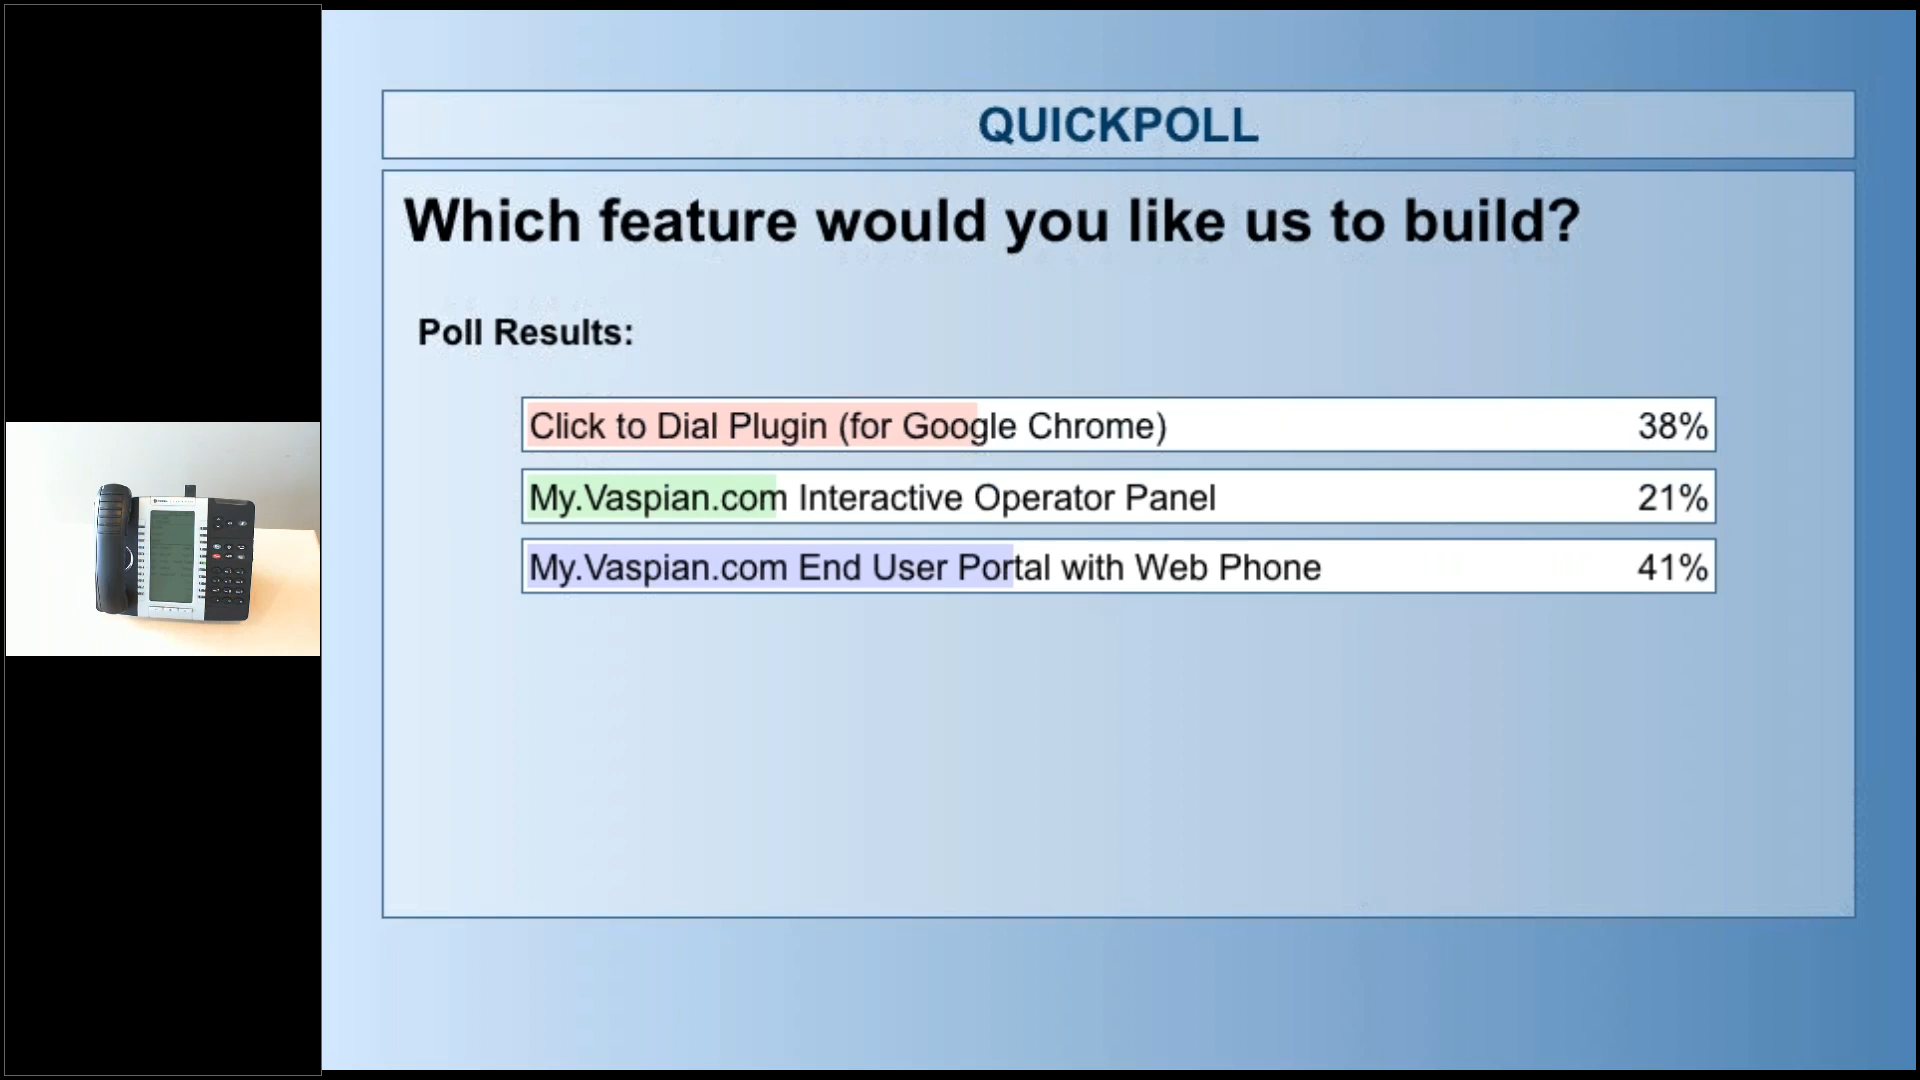 QUICKPOLL
Which feature would you like us to build?
Poll Results:
Click to Dial Plugin (for Google Chrome) 38%
My.Vaspian.com Interactive Operator Panel 21%
My.Vaspian.com End User Portal with Web Phone 41%